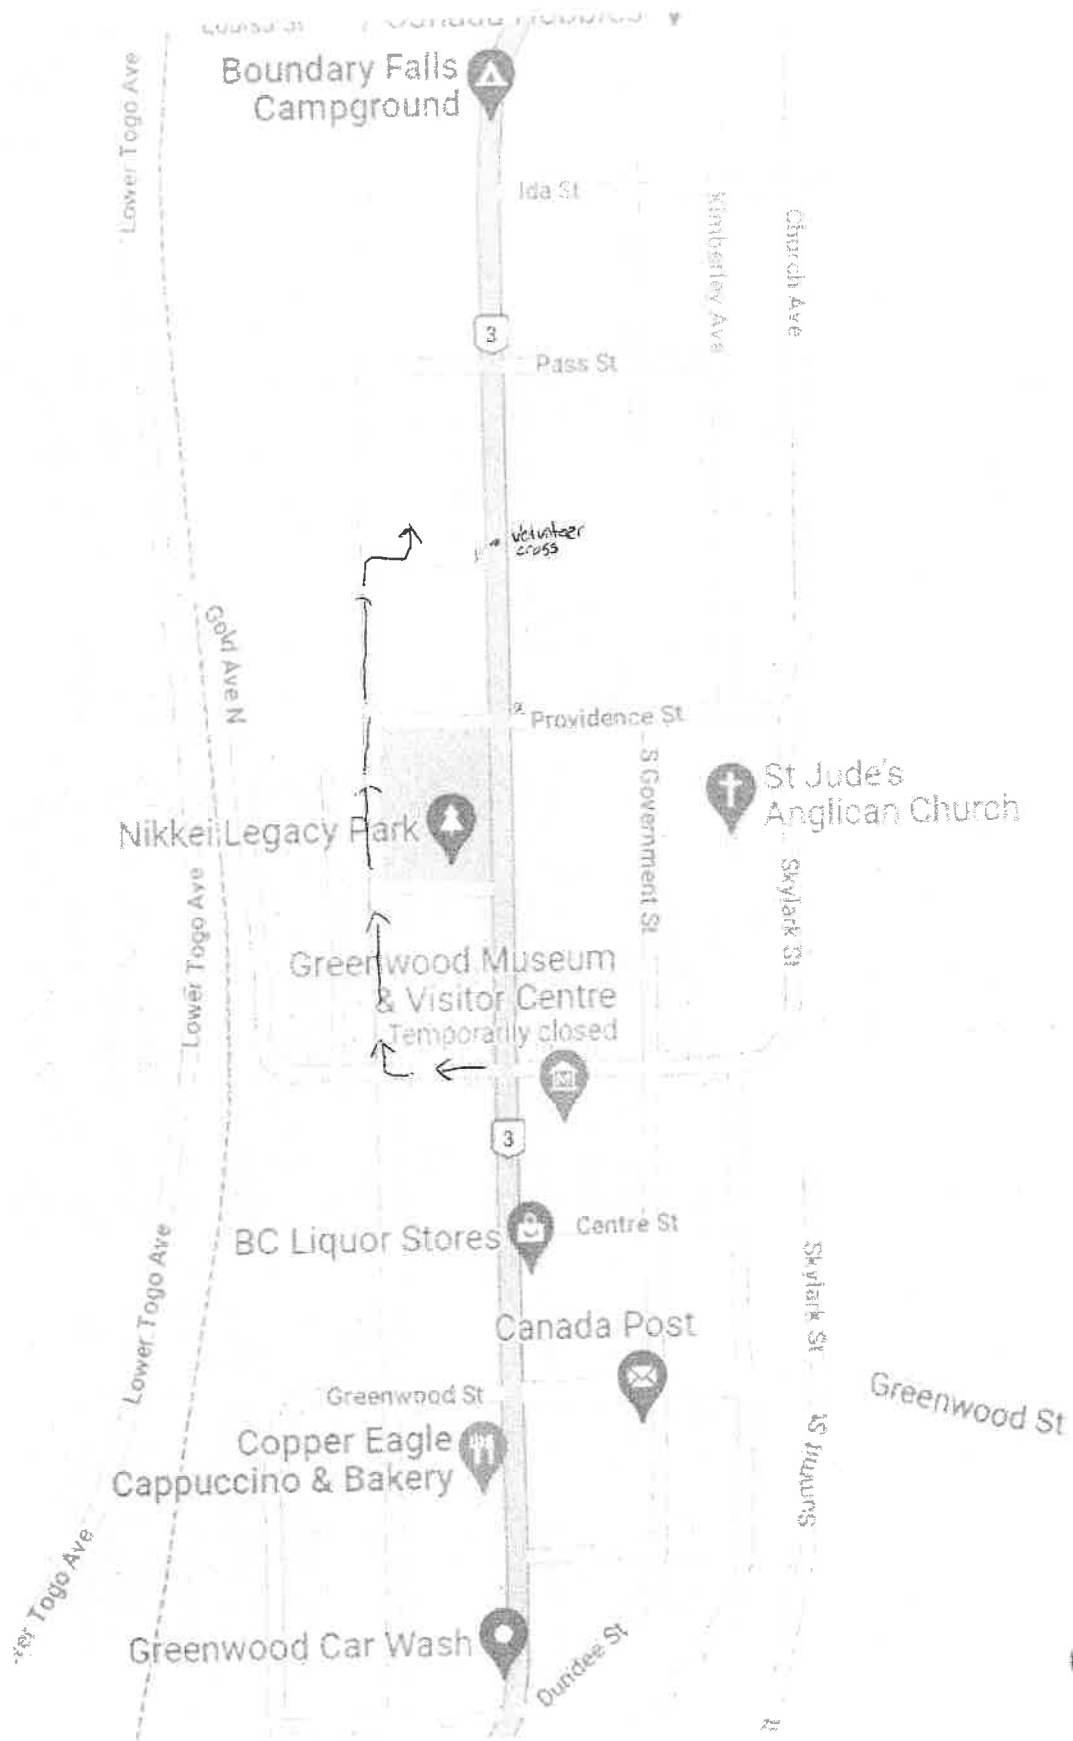 Louisa St
Boundary Falls
Campground
Lower Togo Ave
Ida St
Kimberley Ave
Church Ave
3
Pass St
volunteer
cross
Gold Ave N
Providence St
S Government St
St Jude's
Anglican Church
Nikkei Legacy Park
Lower Togo Ave
Skylark St
Greenwood Museum
& Visitor Centre
Temporarily closed
3
BC Liquor Stores
Centre St
Lower Togo Ave
Skylark St
Canada Post
Greenwood St
Greenwood St
Copper Eagle
Cappuccino & Bakery
Togo Ave
Greenwood Car Wash
Dundee St